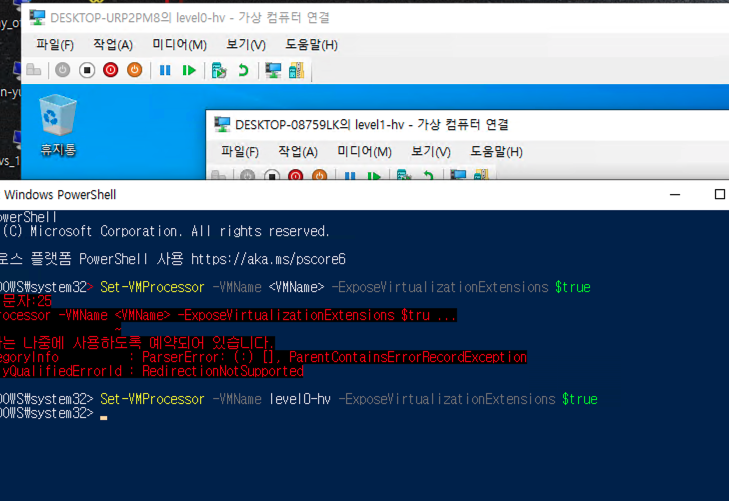 DESKTOP-URP2PM8의 level0-hv - 가상 컴퓨터 연결
파일(F) 작업(A) 미디어(M) 보기(V) 도움말(H)
휴지통
DESKTOP-08759LK의 level1-hv - 가상 컴퓨터 연결
파일(F) 작업(A) 미디어(M) 보기(V) 도움말(H)
Windows PowerShell
owerShell
(C) Microsoft Corporation. All rights reserved.
로스 플랫폼 PowerShell 사용 https://aka.ms/pscore6
DOWS₩system32> Set-VMProcessor -VMName <VMName> -ExposeVirtualizationExtensions $true
문자:25
rocessor -VMName <VMName> -ExposeVirtualizationExtensions $tru ...
~
는 나중에 사용하도록 예약되어 있습니다.
egoryInfo : ParserError: (:) [], ParentContainsErrorRecordException
lyQualifiedErrorId : RedirectionNotSupported
DOWS₩system32> Set-VMProcessor -VMName level0-hv -ExposeVirtualizationExtensions $true
DOWS₩system32>